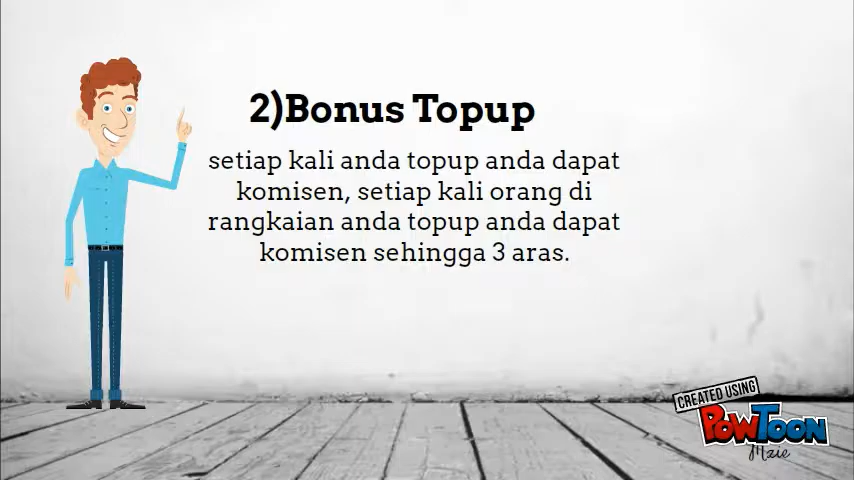 2)Bonus Topup
setiap kali anda topup anda dapat
komisen, setiap kali orang di
rangkaian anda topup anda dapat
komisen sehingga 3 aras.
CREATED USING
POWTOON
Mzie